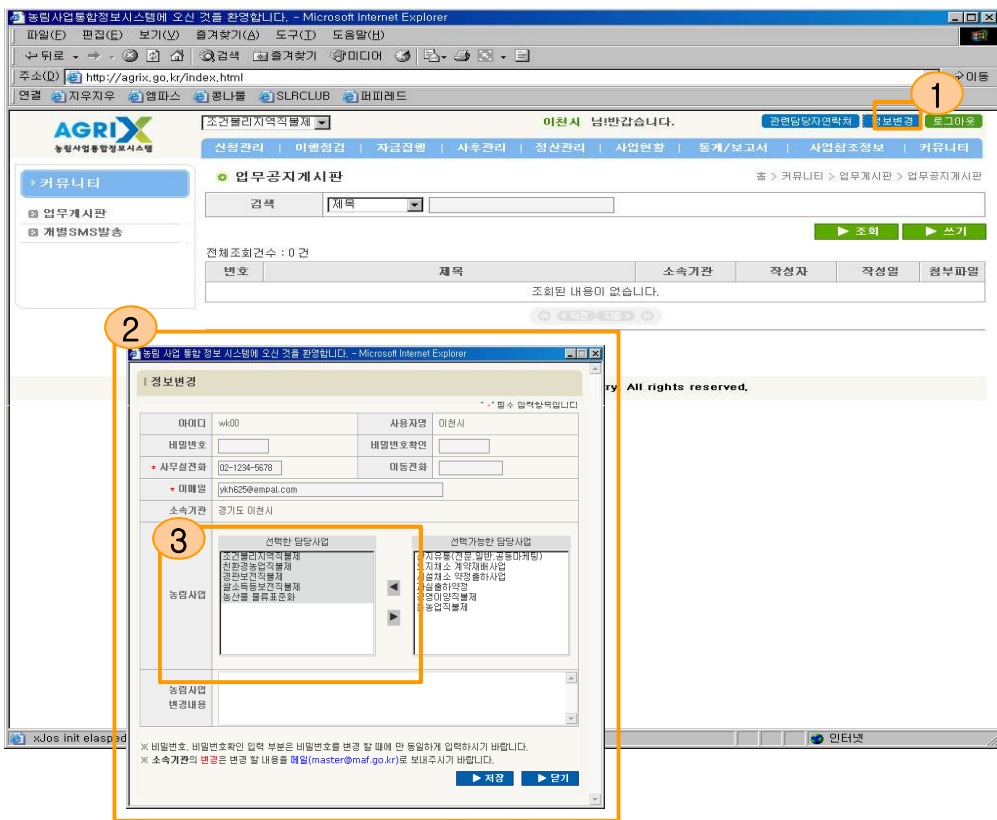 농림사업통합정보시스템에 오신 것을 환영합니다. - Microsoft Internet Explorer
파일(F) 편집(E) 보기(V) 즐겨찾기(A) 도구(T) 도움말(H)
뒤로 검색 즐겨찾기 미디어
주소(D) http://agrix.go.kr/index.html 이동
연결 지우지우 엠파스 콩나물 SLRCLUB 퍼피레드
1
AGRIX
농림사업통합정보시스템
조건불리지역직불제 이천시 님!반갑습니다. 관련담당자연락처 정보변경 로그아웃
신청관리 | 이행점검 | 자금집행 | 사후관리 | 정산관리 | 사업현황 | 통계/보고서 | 사업참조정보 | 커뮤니티
커뮤니티
업무게시판
개별SMS발송
업무공지게시판 홈 > 커뮤니티 > 업무게시판 > 업무공지게시판
검색 제목
▶ 조회 ▶ 쓰기
전체조회건수 : 0 건
번호 제목 소속기관 작성자 작성일 첨부파일
조회된 내용이 없습니다.
이전 다음
ry. All rights reserved.
2
농림 사업 통합 정보 시스템에 오신 것을 환영합니다. - Microsoft Internet Explorer
정보변경
"*" 필수 입력항목입니다
아이디 wk00 사용자명 이천시
비밀번호 비밀번호확인
* 사무실전화 02-1234-5678 이동전화
* 이메일 ykh625@empal.com
소속기관 경기도 이천시
3
농림사업
선택한 담당사업
조건불리지역직불제
친환경농업직불제
경관보전직불제
쌀소득등보전직불제
농산물 물류표준화
◀
▶
선택가능한 담당사업
산지유통(전문,일반,공동마케팅)
노지채소 계약재배사업
시설채소 약정출하사업
과실출하약정
경영이양직불제
농업직불제
농림사업
변경내용
※ 비밀번호, 비밀번호확인 입력 부분은 비밀번호를 변경 할 때에 만 동일하게 입력하시기 바랍니다.
※ 소속기관의 변경은 변경 할 내용을 메일(master@maf.go.kr)로 보내주시기 바랍니다.
▶ 저장 ▶ 닫기
xJos init elasped
인터넷